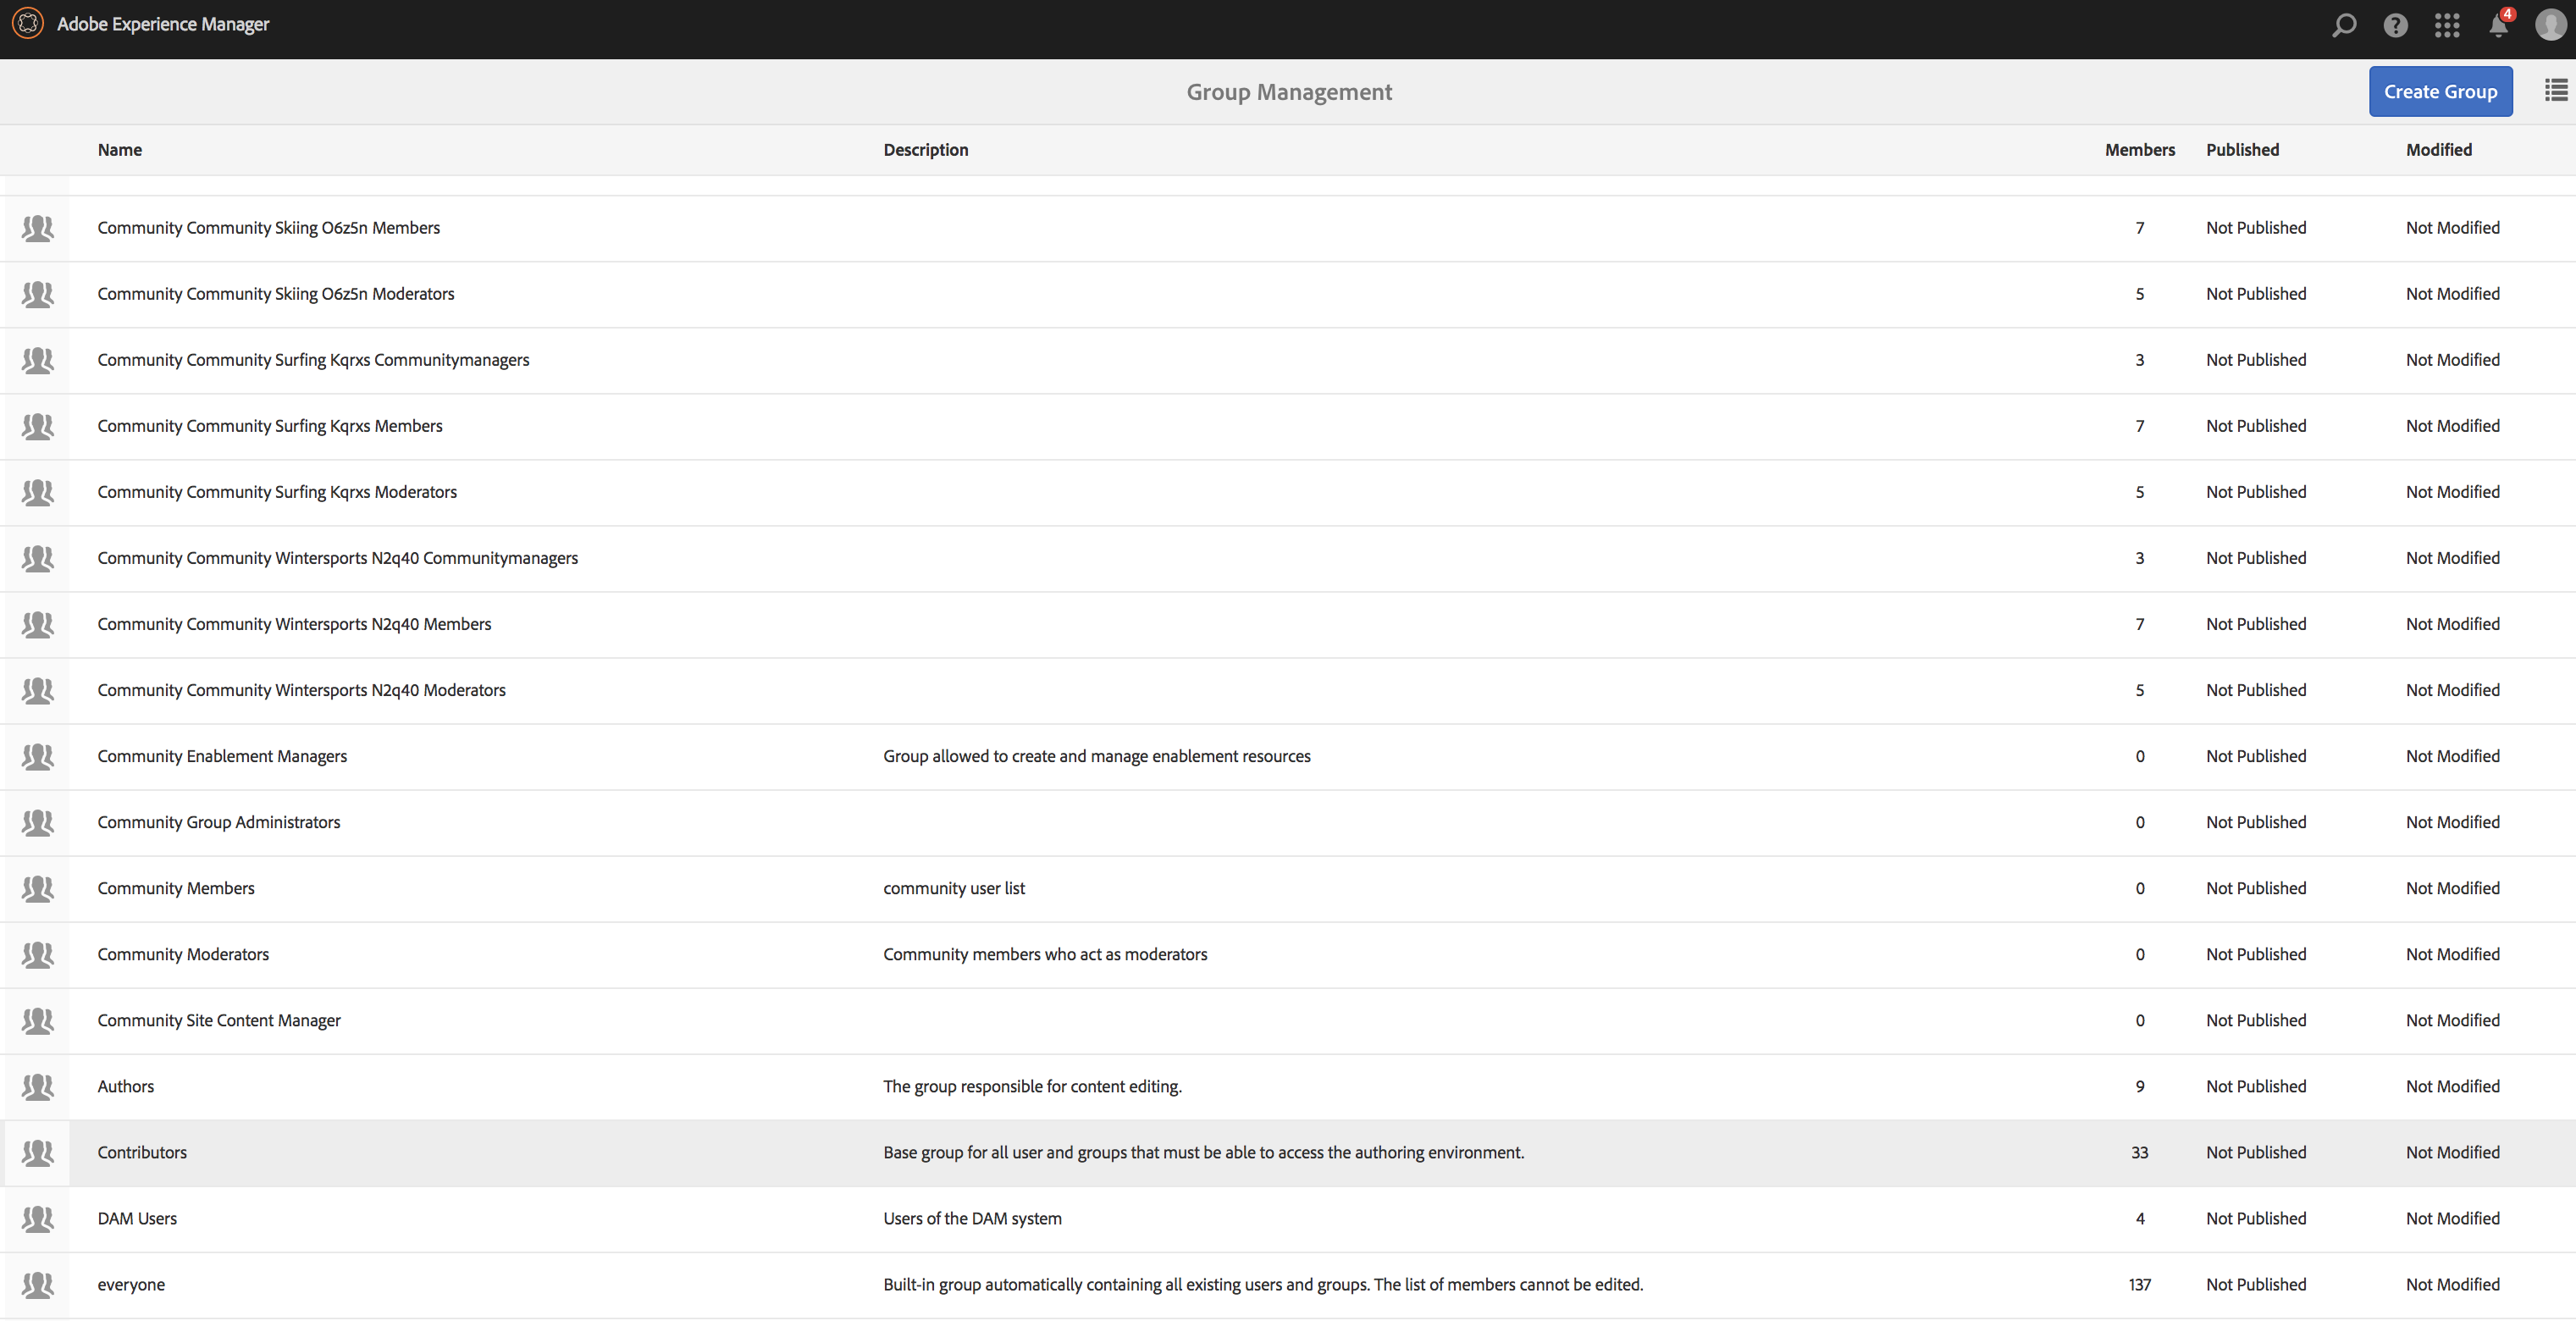 Adobe Experience Manager
4
Group Management
Create Group
Name Description Members Published Modified
Community Community Skiing O6z5n Members 7 Not Published Not Modified
Community Community Skiing O6z5n Moderators 5 Not Published Not Modified
Community Community Surfing Kqrxs Communitymanagers 3 Not Published Not Modified
Community Community Surfing Kqrxs Members 7 Not Published Not Modified
Community Community Surfing Kqrxs Moderators 5 Not Published Not Modified
Community Community Wintersports N2q40 Communitymanagers 3 Not Published Not Modified
Community Community Wintersports N2q40 Members 7 Not Published Not Modified
Community Community Wintersports N2q40 Moderators 5 Not Published Not Modified
Community Enablement Managers Group allowed to create and manage enablement resources 0 Not Published Not Modified
Community Group Administrators 0 Not Published Not Modified
Community Members community user list 0 Not Published Not Modified
Community Moderators Community members who act as moderators 0 Not Published Not Modified
Community Site Content Manager 0 Not Published Not Modified
Authors The group responsible for content editing. 9 Not Published Not Modified
Contributors Base group for all user and groups that must be able to access the authoring environment. 33 Not Published Not Modified
DAM Users Users of the DAM system 4 Not Published Not Modified
everyone Built-in group automatically containing all existing users and groups. The list of members cannot be edited. 137 Not Published Not Modified